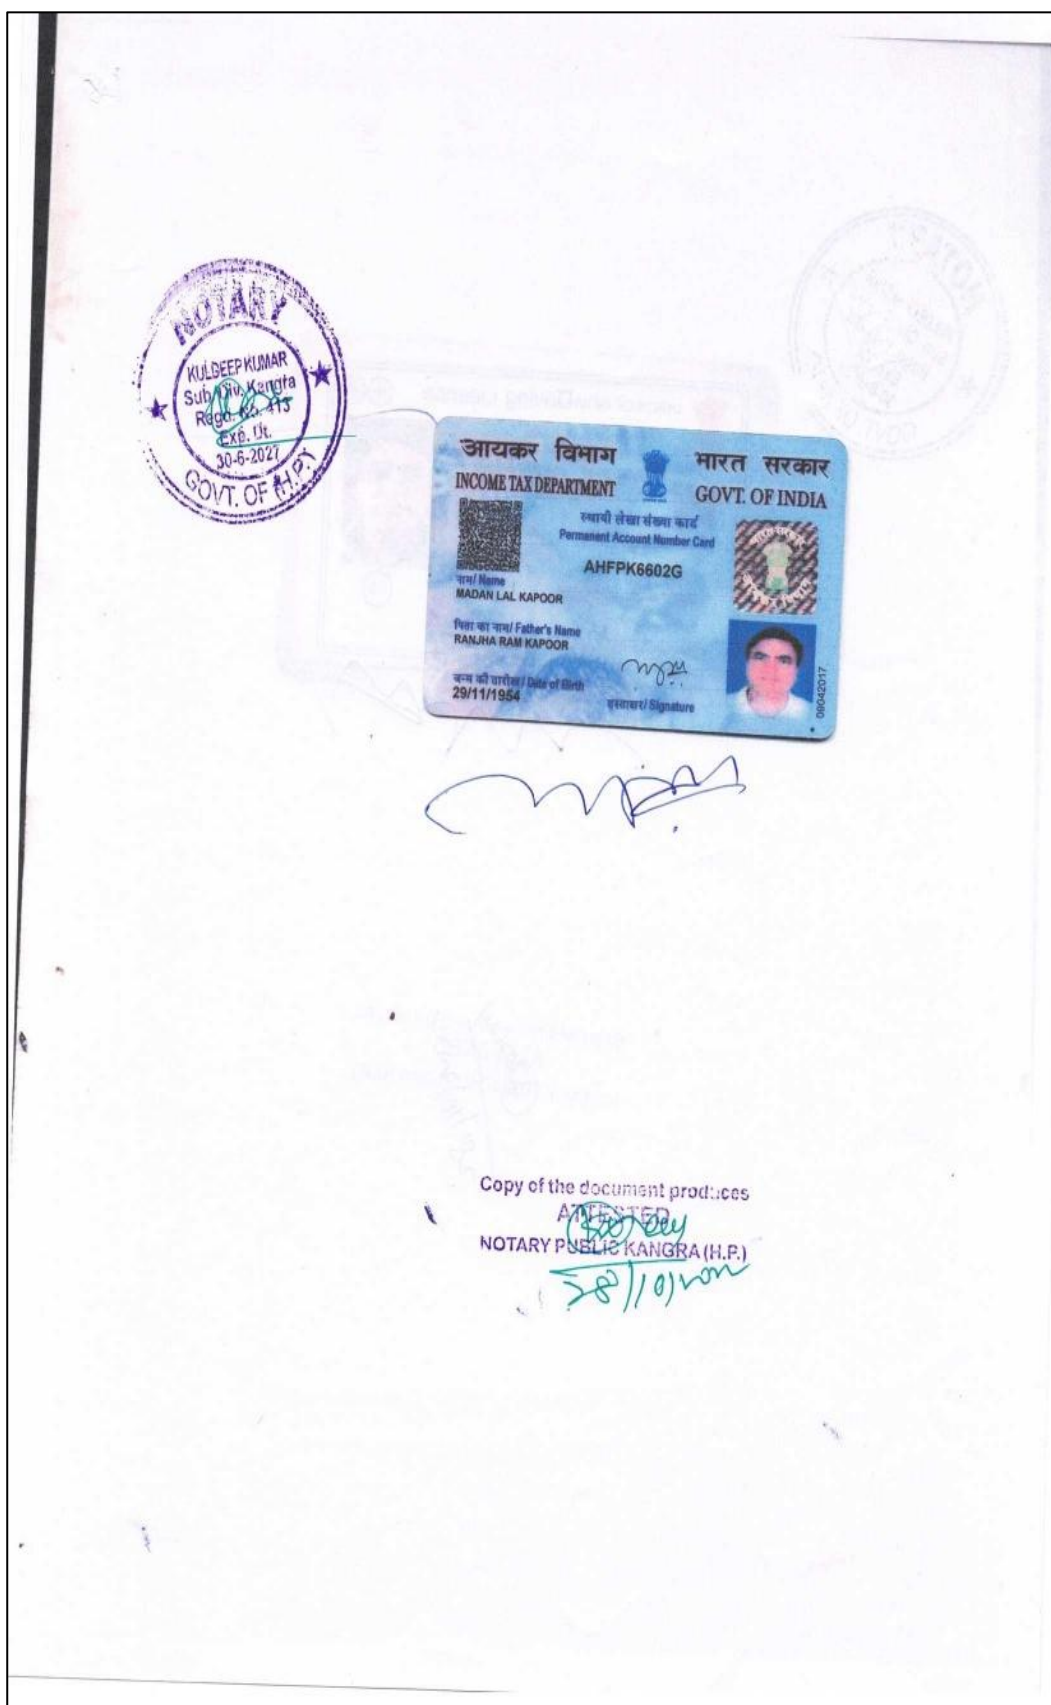 NOTARY
KULDEEP KUMAR
Sub Div. Kangra
Regd. No. 413
Exp. Dt.
30-6-2027
GOVT. OF (H.P.)
आयकर विभाग
INCOME TAX DEPARTMENT
भारत सरकार
GOVT. OF INDIA
स्थायी लेखा संख्या कार्ड
Permanent Account Number Card
AHFPK6602G
नाम/ Name
MADAN LAL KAPOOR
पिता का नाम/ Father's Name
RANJHA RAM KAPOOR
जन्म की तारीख/ Date of Birth
29/11/1954
हस्ताक्षर/ Signature
09042017
Copy of the document produces
ATTESTED
NOTARY PUBLIC KANGRA (H.P.)